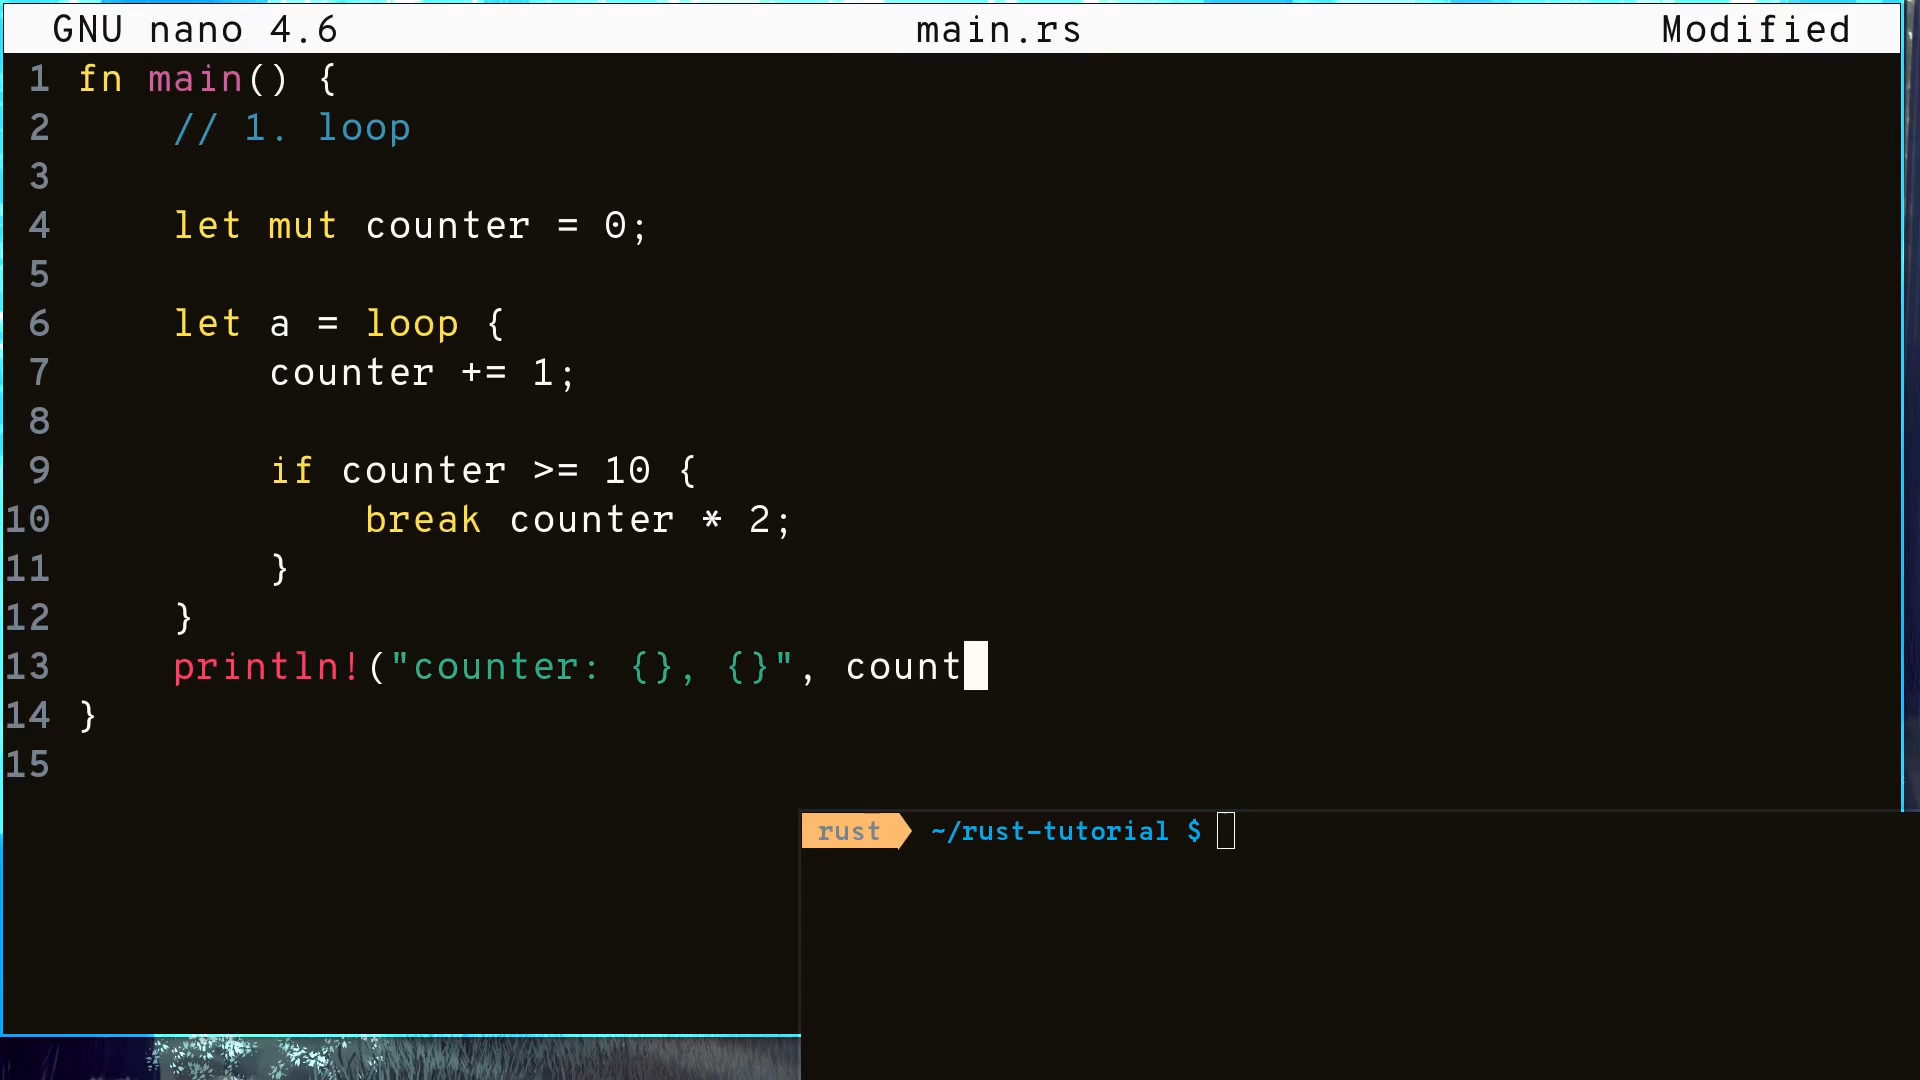 GNU nano 4.6 main.rs Modified
1 fn main() {
2     // 1. loop
3
4     let mut counter = 0;
5
6     let a = loop {
7         counter += 1;
8
9         if counter >= 10 {
10             break counter * 2;
11         }
12     }
13     println!("counter: {}, {}", count
14 }
15
rust ~/rust-tutorial $